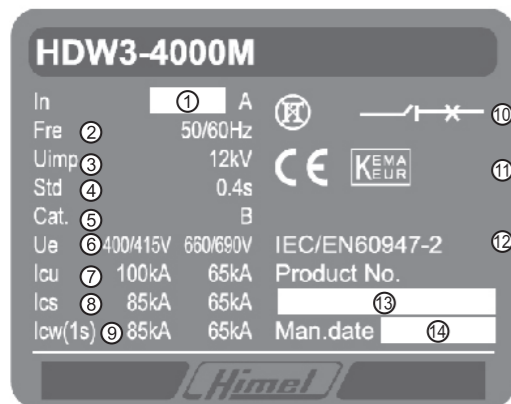 HDW3-4000M
In ① A
Fre ② 50/60Hz
Uimp ③ 12kV
Std ④ 0.4s
Cat. ⑤ B
Ue ⑥ 400/415V 660/690V
Icu ⑦ 100kA 65kA
Ics ⑧ 85kA 65kA
Icw(1s) ⑨ 85kA 65kA
⑩
CE KEMA EUR ⑪
IEC/EN60947-2 ⑫
Product No.
⑬
Man.date ⑭
Himel